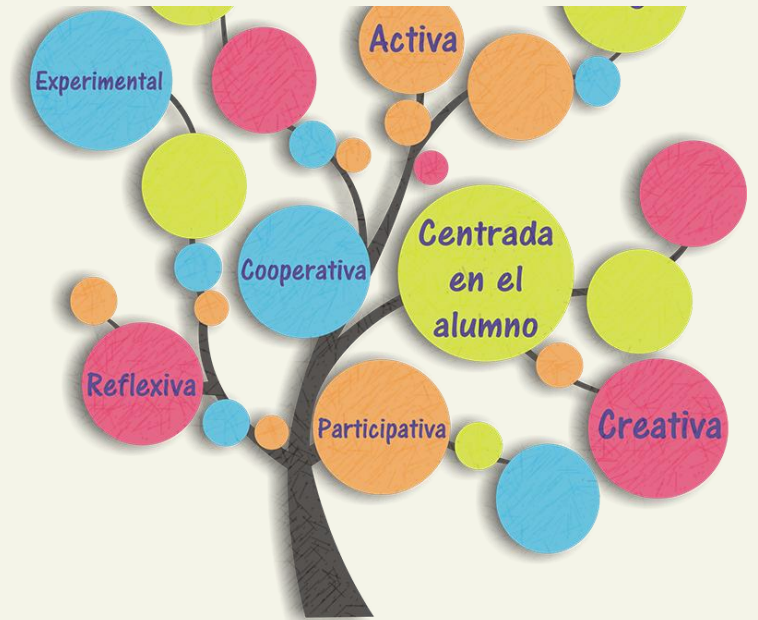 Activa
Experimental
Centrada
en el
alumno
Cooperativa
Reflexiva
Participativa
Creativa